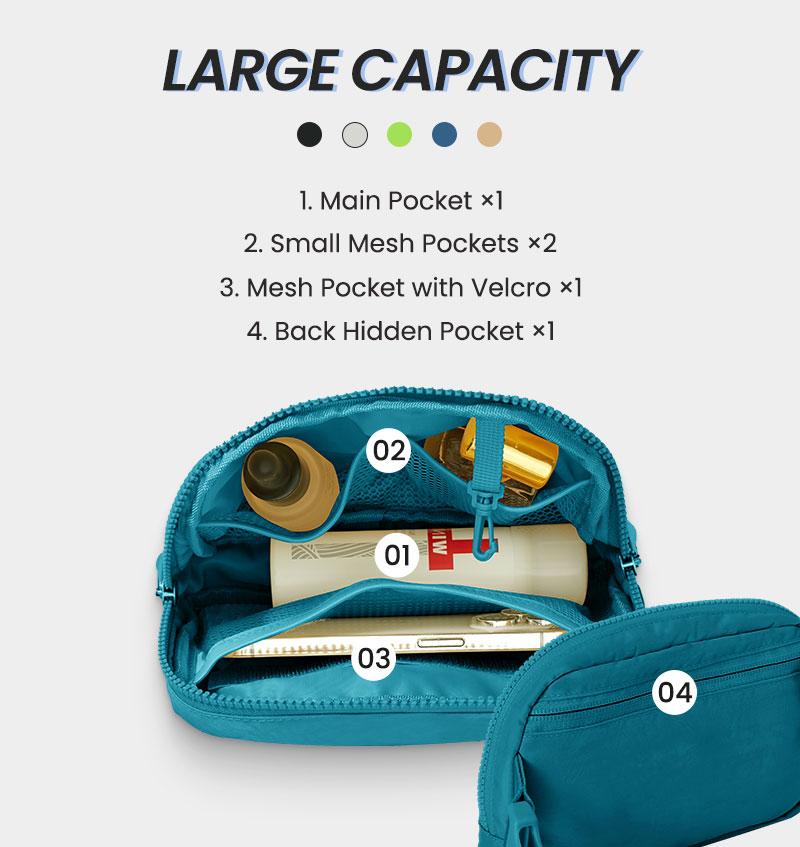 LARGE CAPACITY
1. Main Pocket ×1
2. Small Mesh Pockets ×2
3. Mesh Pocket with Velcro ×1
4. Back Hidden Pocket ×1
02
01
03
04